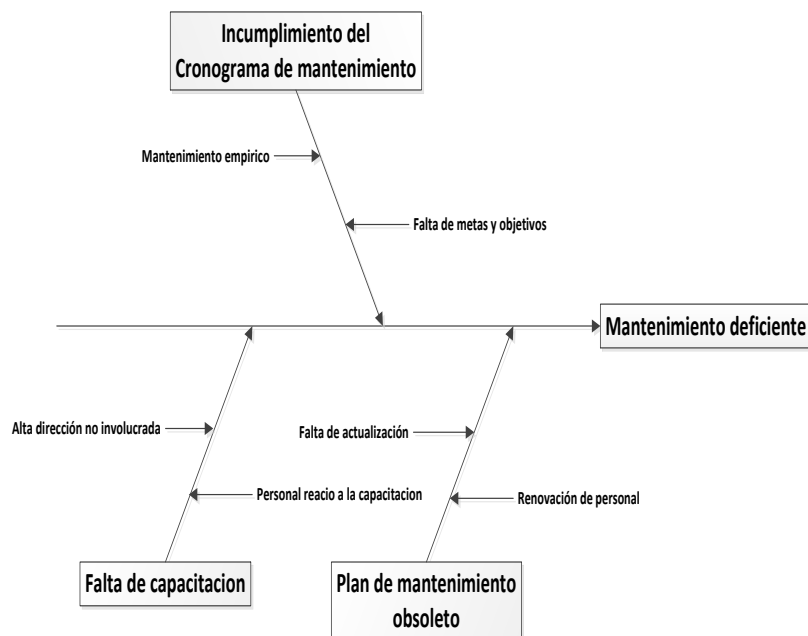 Incumplimiento del
Cronograma de mantenimiento
Mantenimiento empirico
Falta de metas y objetivos
Mantenimiento deficiente
Alta dirección no involucrada
Falta de actualización
Personal reacio a la capacitacion
Renovación de personal
Falta de capacitacion
Plan de mantenimiento
obsoleto